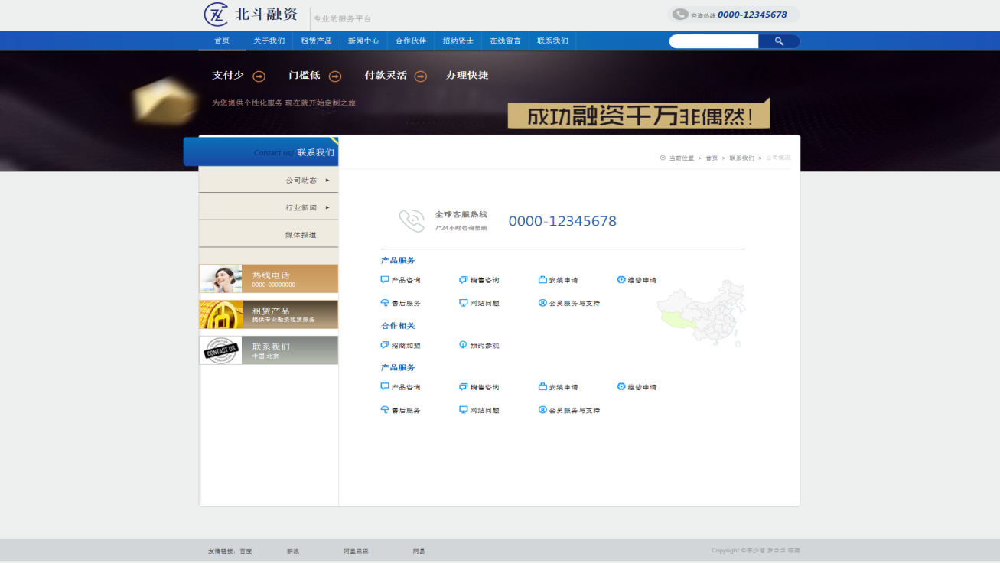 北斗融资 专业的服务平台 咨询热线 0000-12345678
首页 关于我们 租赁产品 新闻中心 合作伙伴 招纳贤士 在线留言 联系我们
支付少 门槛低 付款灵活 办理快捷
为您提供个性化服务 现在就开始定制之旅
成功融资千万非偶然!
Contact us/ 联系我们
当前位置 > 首页 > 联系我们 > 公司概况
公司动态
行业新闻
媒体报道
热线电话
0000-00000000
租赁产品
提供专业融资租赁服务
CONTACT US
联系我们
中国 北京
全球客服热线
7*24小时咨询帮助
0000-12345678
产品服务
产品咨询 销售咨询 安装申请 维修申请
售后服务 网站问题 会员服务与支持
合作相关
招商加盟 预约参观
产品服务
产品咨询 销售咨询 安装申请 维修申请
售后服务 网站问题 会员服务与支持
友情链接: 百度 新浪 阿里巴巴 网易
Copyright ©李少君 罗兰兰